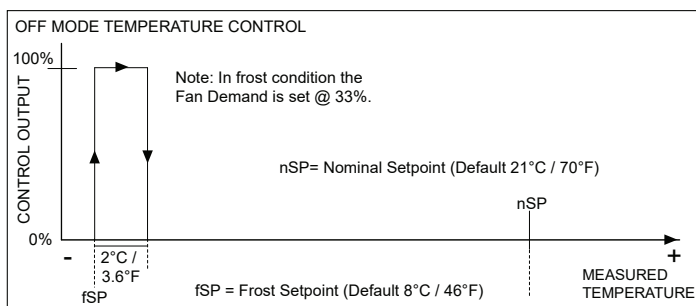 OFF MODE TEMPERATURE CONTROL
100%
Note: In frost condition the
Fan Demand is set @ 33%.
CONTROL OUTPUT
nSP= Nominal Setpoint (Default 21°C / 70°F)
nSP
0%
-
+
2°C /
3.6°F
fSP
fSP = Frost Setpoint (Default 8°C / 46°F)
MEASURED
TEMPERATURE